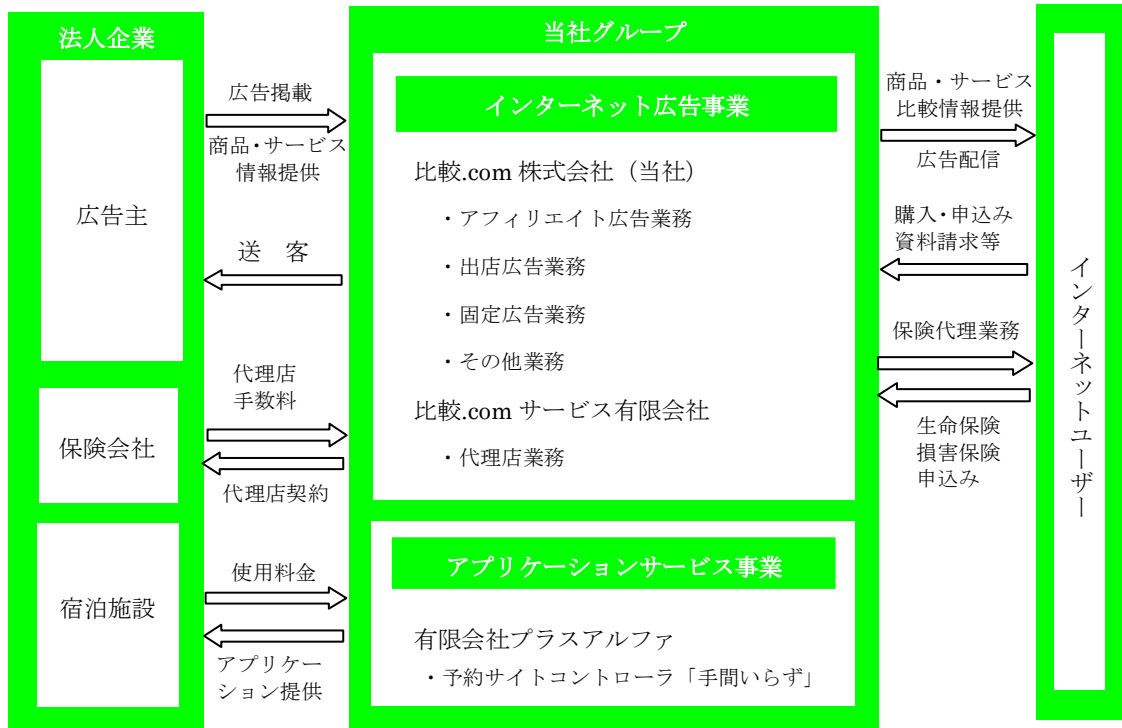 法人企業
広告主
保険会社
宿泊施設
広告掲載
商品・サービス
情報提供
送　客
代理店
手数料
代理店契約
使用料金
アプリケー
ション提供
当社グループ
インターネット広告事業
比較.com 株式会社（当社）
・アフィリエイト広告業務
・出店広告業務
・固定広告業務
・その他業務
比較.com サービス有限会社
・代理店業務
アプリケーションサービス事業
有限会社プラスアルファ
・予約サイトコントローラ「手間いらず」
商品・サービス
比較情報提供
広告配信
購入・申込み
資料請求等
保険代理業務
生命保険
損害保険
申込み
インターネットユーザー